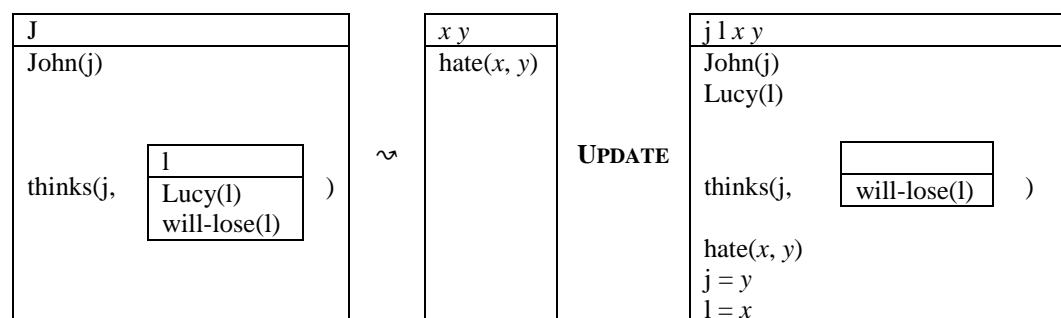 J
John(j)
thinks(j,
l
Lucy(l)
will-lose(l)
)
↝
x y
hate(x, y)
UPDATE
j l x y
John(j)
Lucy(l)
thinks(j,
will-lose(l)
)
hate(x, y)
j = y
l = x